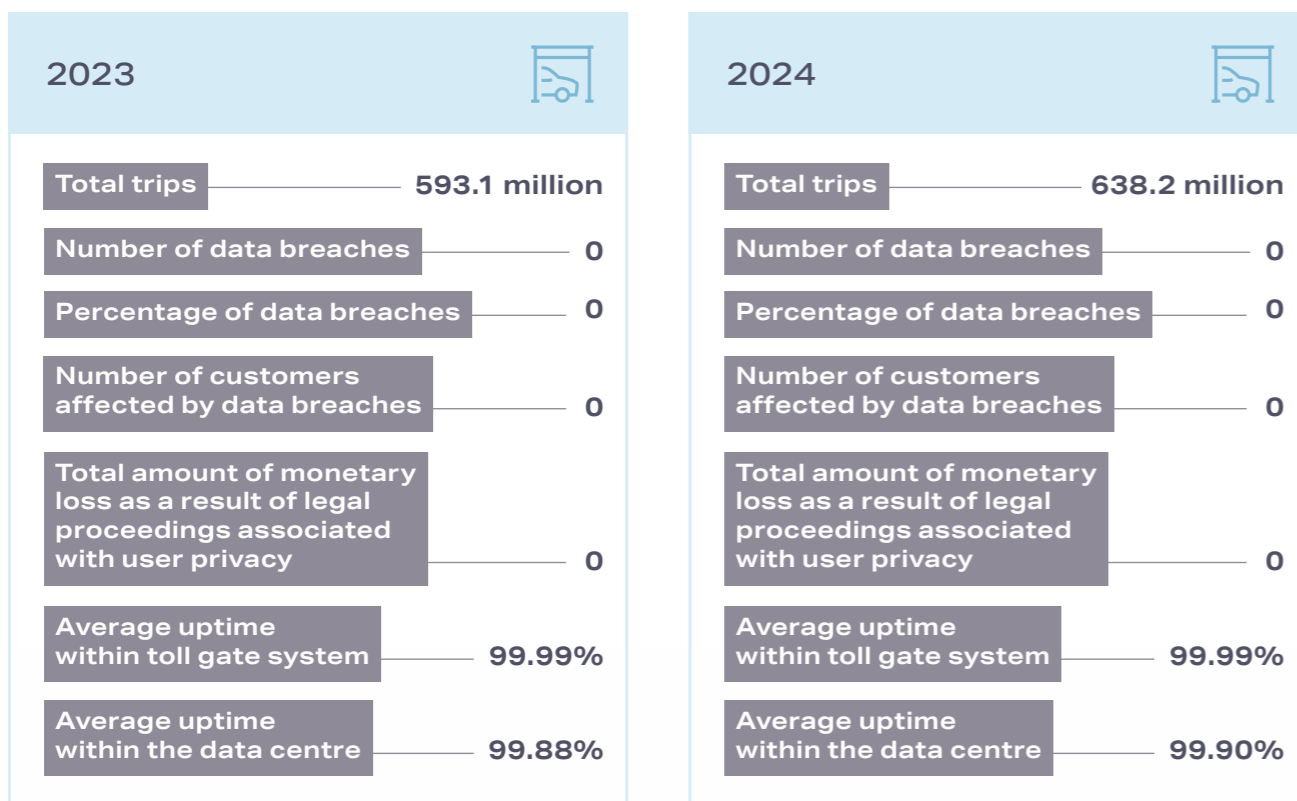 2023
Total trips 593.1 million
Number of data breaches 0
Percentage of data breaches 0
Number of customers
affected by data breaches 0
Total amount of monetary
loss as a result of legal
proceedings associated
with user privacy 0
Average uptime
within toll gate system 99.99%
Average uptime
within the data centre 99.88%
2024
Total trips 638.2 million
Number of data breaches 0
Percentage of data breaches 0
Number of customers
affected by data breaches 0
Total amount of monetary
loss as a result of legal
proceedings associated
with user privacy 0
Average uptime
within toll gate system 99.99%
Average uptime
within the data centre 99.90%